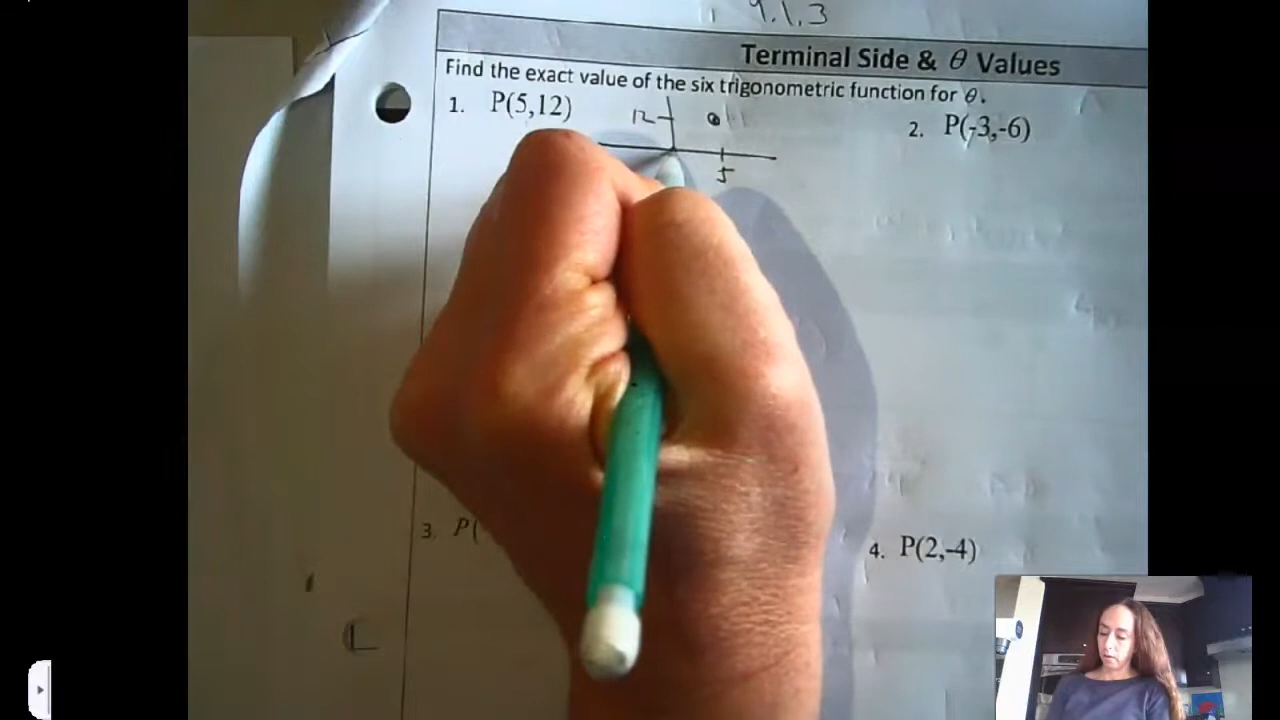 9.1.3
Terminal Side & θ Values
Find the exact value of the six trigonometric function for θ.
1. P(5,12)
12
5
2. P(-3,-6)
3. P(
4. P(2,-4)